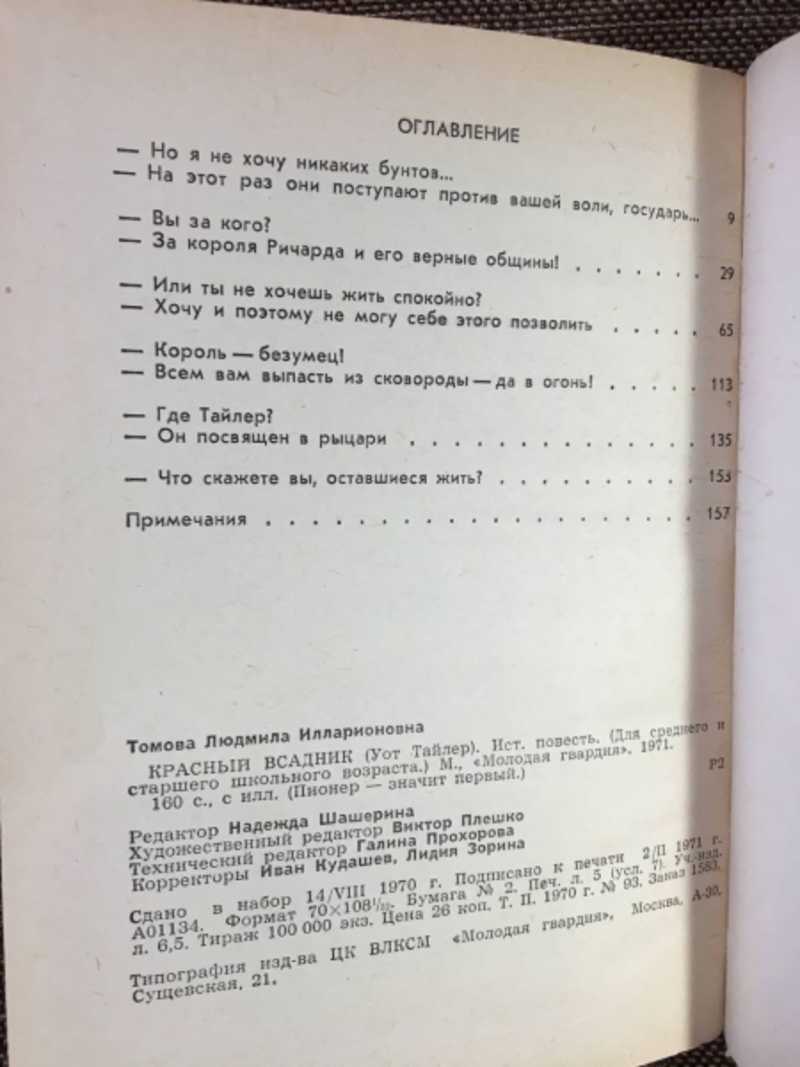 ОГЛАВЛЕНИЕ
— Но я не хочу никаких бунтов...
— На этот раз они поступают против вашей воли, государь... 9
— Вы за кого?
— За короля Ричарда и его верные общины! . . . . . . . 29
— Или ты не хочешь жить спокойно?
— Хочу и поэтому не могу себе этого позволить . . . . . 65
— Король — безумец!
— Всем вам выпасть из сковороды — да в огонь! . . . . . 113
— Где Тайлер?
— Он посвящен в рыцари . . . . . . . . . . . . . . 135
— Что скажете вы, оставшиеся жить? . . . . . . . . . . 153
Примечания . . . . . . . . . . . . . . . . . . . . 157
Томова Людмила Илларионовна
КРАСНЫЙ ВСАДНИК (Уот Тайлер). Ист. повесть. (Для среднего и
старшего школьного возраста.) М., «Молодая гвардия». 1971.
160 с., с илл. (Пионер — значит первый.)
Р2
Редактор Надежда Шашерина
Художественный редактор Виктор Плешко
Технический редактор Галина Прохорова
Корректоры Иван Кудашев, Лидия Зорина
Сдано в набор 14/VIII 1970 г. Подписано к печати 2/II 1971 г.
А01134. Формат 70×108 1/32. Бумага № 2. Печ. л. 5 (усл. 7). Уч.-изд.
л. 6,5. Тираж 100 000 экз. Цена 26 коп. Т. П. 1970 г. № 93. Заказ 1583.
Типография изд-ва ЦК ВЛКСМ «Молодая гвардия», Москва, А-30,
Сущевская, 21.